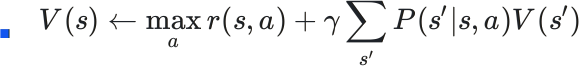 V(s) ← max_a r(s, a) + γ ∑_{s′} P(s′|s, a)V(s′)